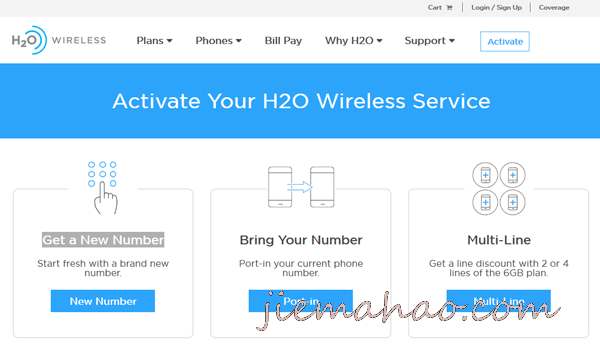 Cart Login / Sign Up Coverage
H2O WIRELESS Plans Phones Bill Pay Why H2O Support Activate
Activate Your H2O Wireless Service
Get a New Number
Start fresh with a brand new
number.
New Number
Bring Your Number
Port-in your current phone
number.
Port-in
Multi-Line
Get a line discount with 2 or 4
lines of the 6GB plan.
Multi-Line
jiemahao.com